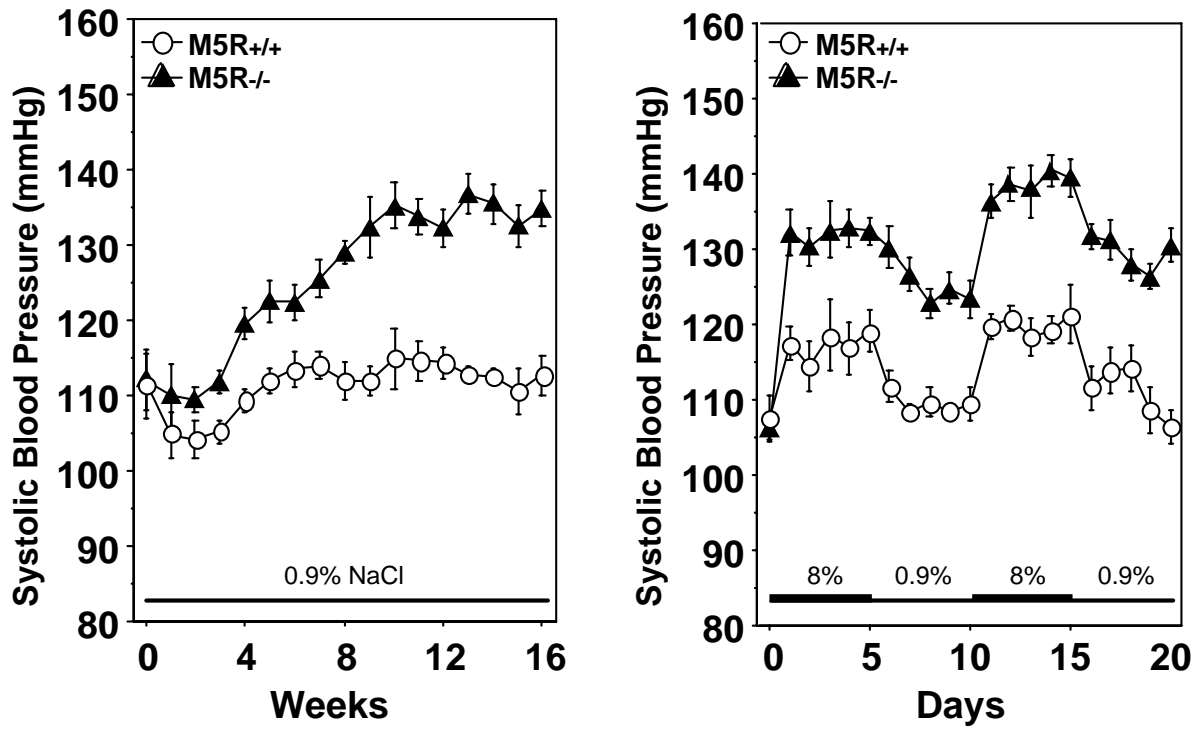 Systolic Blood Pressure (mmHg)
160
150
140
130
120
110
100
90
80
M5R+/+
M5R-/-
0.9% NaCl
0 4 8 12 16
Weeks
Systolic Blood Pressure (mmHg)
160
150
140
130
120
110
100
90
80
M5R+/+
M5R-/-
8% 0.9% 8% 0.9%
0 5 10 15 20
Days